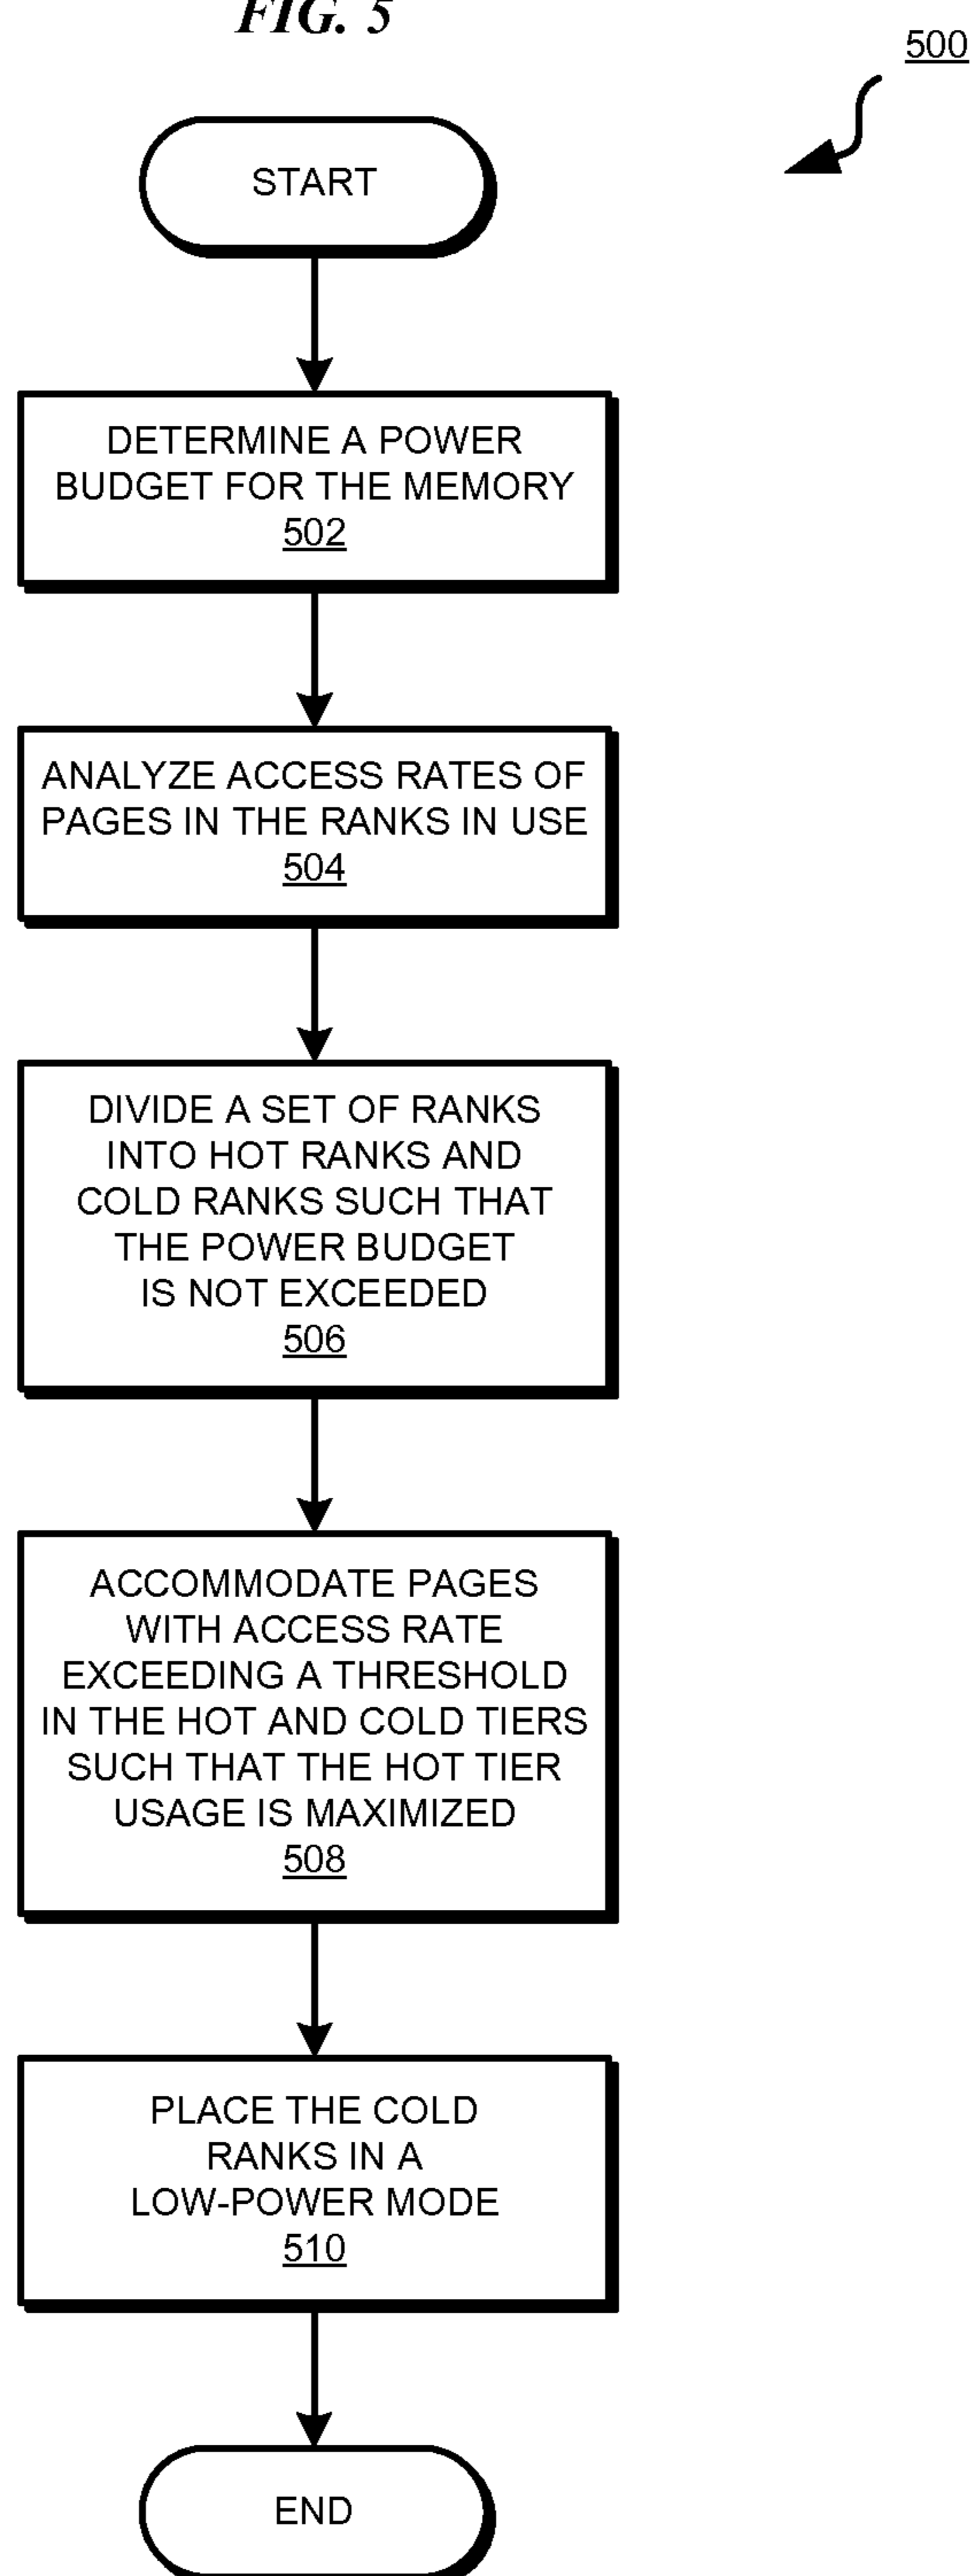 FIG. 5
500
START
DETERMINE A POWER
BUDGET FOR THE MEMORY
502
ANALYZE ACCESS RATES OF
PAGES IN THE RANKS IN USE
504
DIVIDE A SET OF RANKS
INTO HOT RANKS AND
COLD RANKS SUCH THAT
THE POWER BUDGET
IS NOT EXCEEDED
506
ACCOMMODATE PAGES
WITH ACCESS RATE
EXCEEDING A THRESHOLD
IN THE HOT AND COLD TIERS
SUCH THAT THE HOT TIER
USAGE IS MAXIMIZED
508
PLACE THE COLD
RANKS IN A
LOW-POWER MODE
510
END